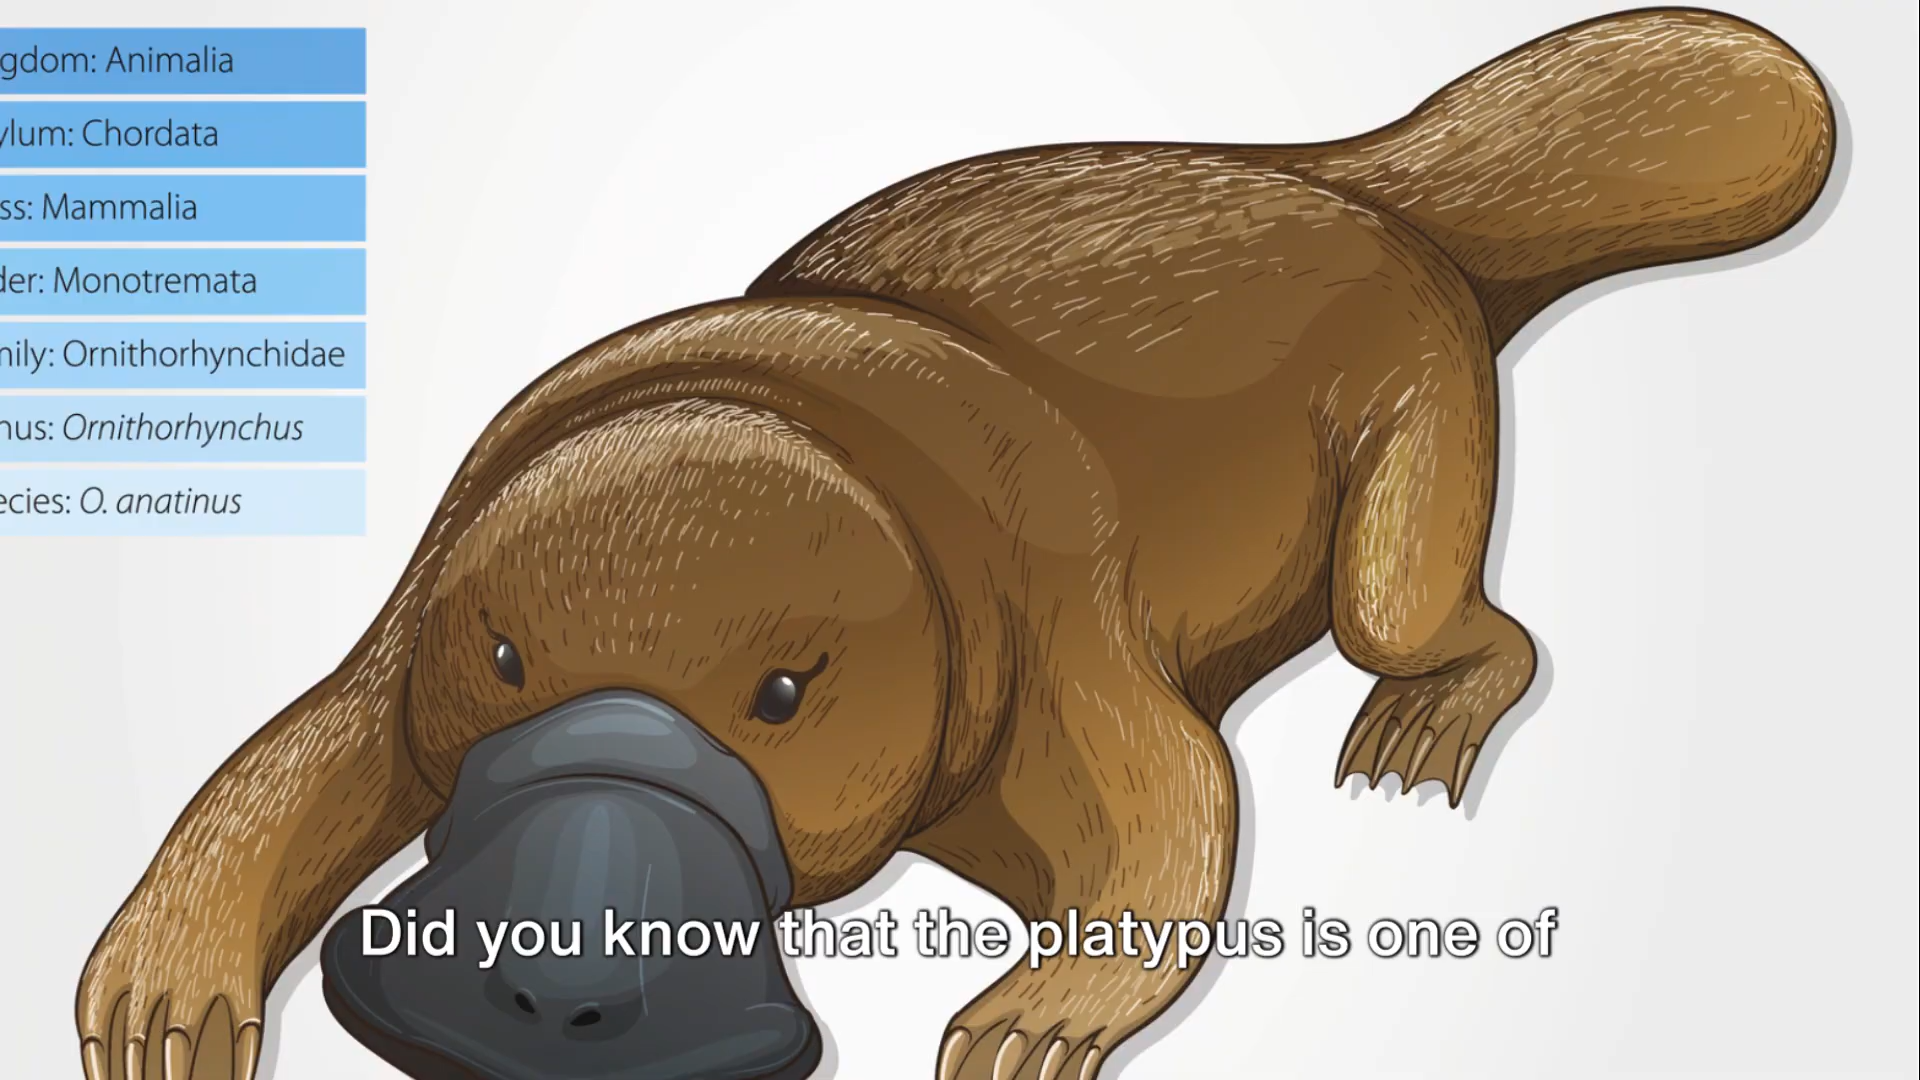 gdom: Animalia
ylum: Chordata
ss: Mammalia
der: Monotremata
nily: Ornithorhynchidae
nus: Ornithorhynchus
ecies: O. anatinus
Did you know that the platypus is one of